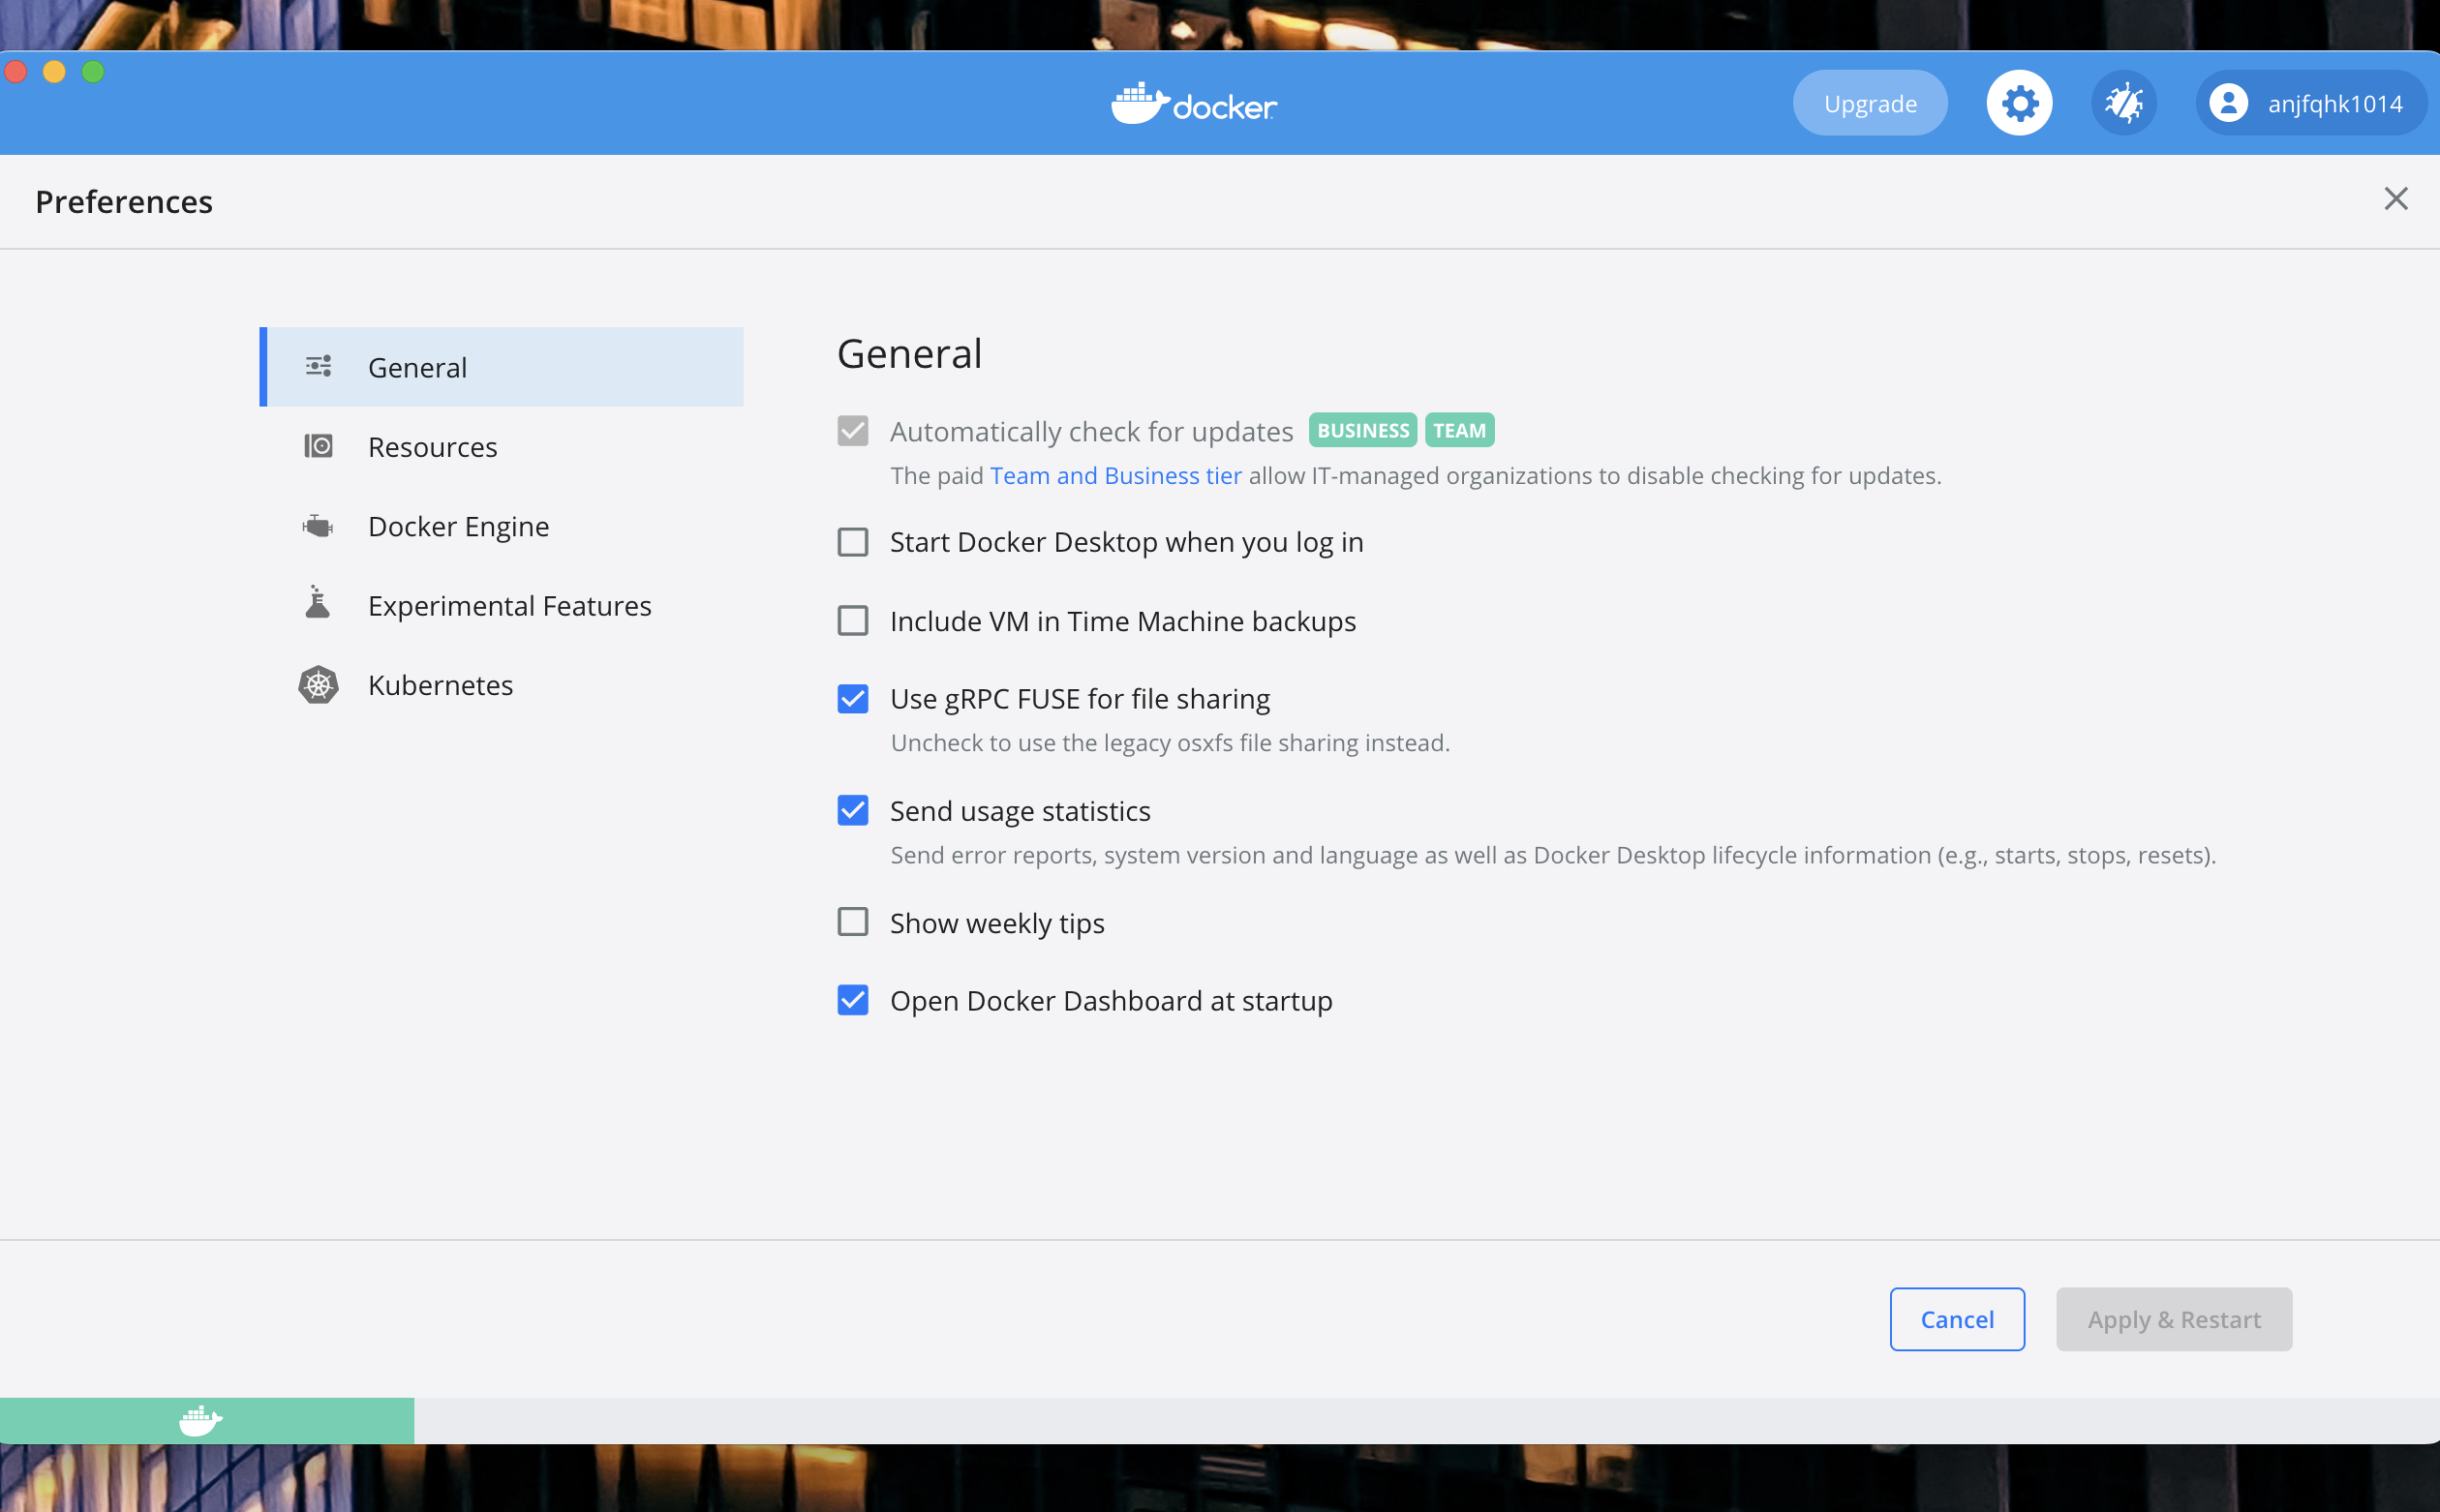 docker
Upgrade
anjfqhk1014
Preferences
General
Resources
Docker Engine
Experimental Features
Kubernetes
General
Automatically check for updates BUSINESS TEAM
The paid Team and Business tier allow IT-managed organizations to disable checking for updates.
Start Docker Desktop when you log in
Include VM in Time Machine backups
Use gRPC FUSE for file sharing
Uncheck to use the legacy osxfs file sharing instead.
Send usage statistics
Send error reports, system version and language as well as Docker Desktop lifecycle information (e.g., starts, stops, resets).
Show weekly tips
Open Docker Dashboard at startup
Cancel
Apply & Restart